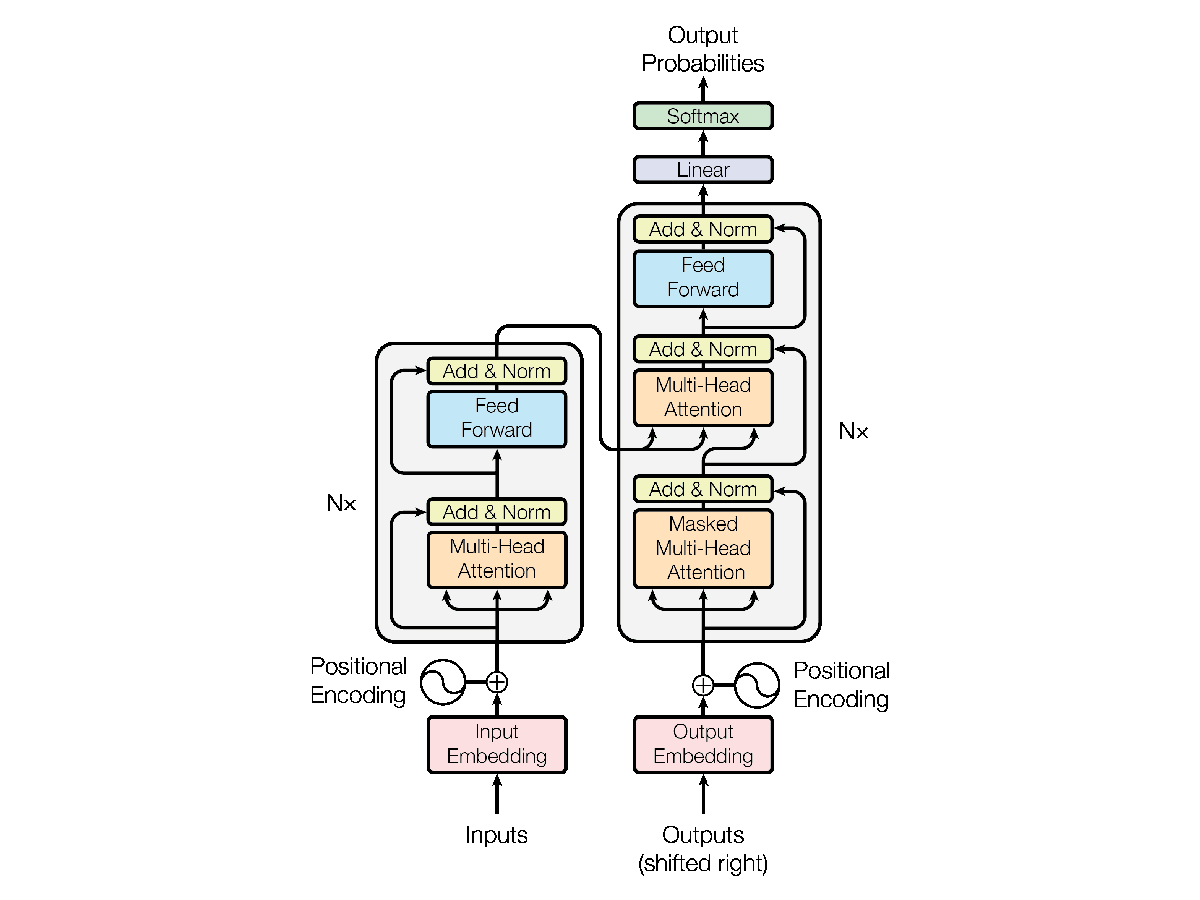 Output
Probabilities
Softmax
Linear
Add & Norm
Feed
Forward
Add & Norm
Multi-Head
Attention
Nx
Add & Norm
Masked
Multi-Head
Attention
Add & Norm
Feed
Forward
Nx
Add & Norm
Multi-Head
Attention
Positional
Encoding
Positional
Encoding
Input
Embedding
Output
Embedding
Inputs
Outputs
(shifted right)